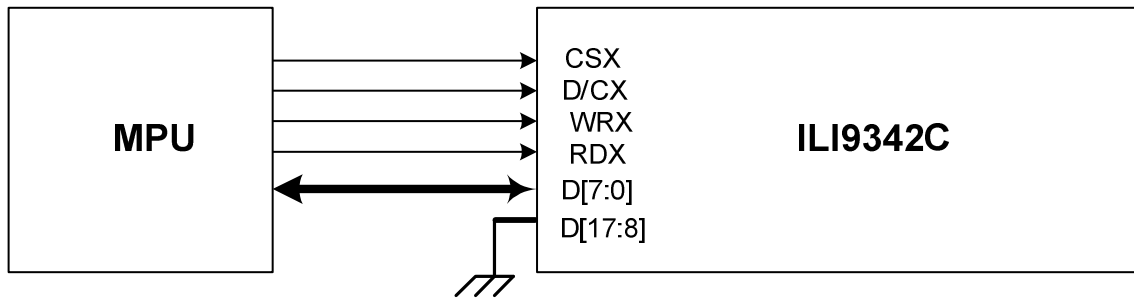 MPU
CSX
D/CX
WRX
RDX
D[7:0]
D[17:8]
ILI9342C